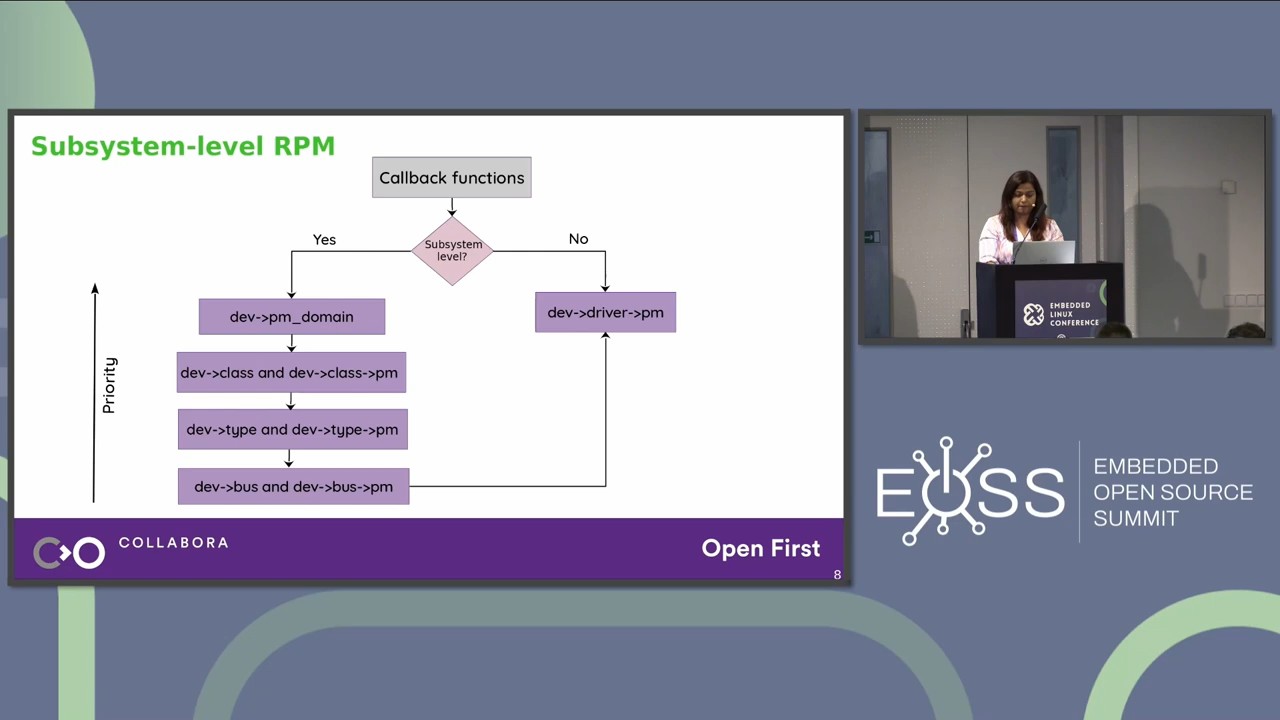 Subsystem-level RPM
Callback functions
Subsystem
level?
Yes
No
dev->pm_domain
dev->driver->pm
dev->class and dev->class->pm
dev->type and dev->type->pm
dev->bus and dev->bus->pm
Priority
COLLABORA
Open First
8
EMBEDDED
LINUX
CONFERENCE
EOSS
EMBEDDED
OPEN SOURCE
SUMMIT